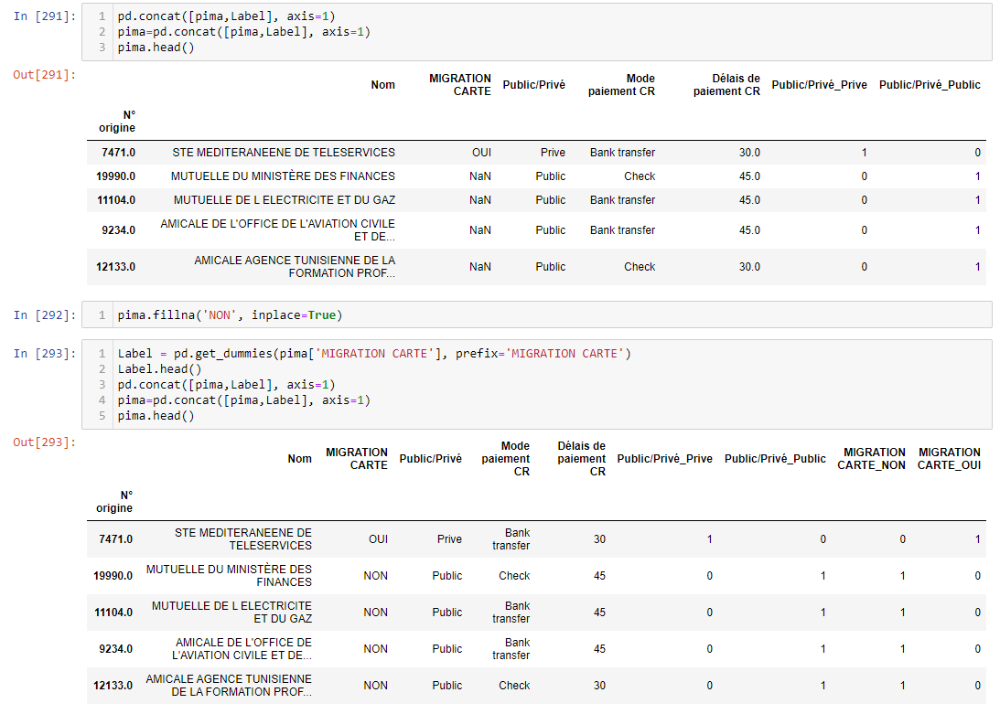 In [291]:
1 pd.concat([pima,Label], axis=1)
2 pima=pd.concat([pima,Label], axis=1)
3 pima.head()
Out[291]:
Nom MIGRATION CARTE Public/Privé Mode paiement CR Délais de paiement CR Public/Privé_Prive Public/Privé_Public
N° origine
7471.0 STE MEDITERANEENE DE TELESERVICES OUI Prive Bank transfer 30.0 1 0
19990.0 MUTUELLE DU MINISTÈRE DES FINANCES NaN Public Check 45.0 0 1
11104.0 MUTUELLE DE L ELECTRICITE ET DU GAZ NaN Public Bank transfer 45.0 0 1
9234.0 AMICALE DE L'OFFICE DE L'AVIATION CIVILE ET DE... NaN Public Bank transfer 45.0 0 1
12133.0 AMICALE AGENCE TUNISIENNE DE LA FORMATION PROF... NaN Public Check 30.0 0 1
In [292]:
1 pima.fillna('NON', inplace=True)
In [293]:
1 Label = pd.get_dummies(pima['MIGRATION CARTE'], prefix='MIGRATION CARTE')
2 Label.head()
3 pd.concat([pima,Label], axis=1)
4 pima=pd.concat([pima,Label], axis=1)
5 pima.head()
Out[293]:
Nom MIGRATION CARTE Public/Privé Mode paiement CR Délais de paiement CR Public/Privé_Prive Public/Privé_Public MIGRATION CARTE_NON MIGRATION CARTE_OUI
N° origine
7471.0 STE MEDITERANEENE DE TELESERVICES OUI Prive Bank transfer 30 1 0 0 1
19990.0 MUTUELLE DU MINISTÈRE DES FINANCES NON Public Check 45 0 1 1 0
11104.0 MUTUELLE DE L ELECTRICITE ET DU GAZ NON Public Bank transfer 45 0 1 1 0
9234.0 AMICALE DE L'OFFICE DE L'AVIATION CIVILE ET DE... NON Public Bank transfer 45 0 1 1 0
12133.0 AMICALE AGENCE TUNISIENNE DE LA FORMATION PROF... NON Public Check 30 0 1 1 0